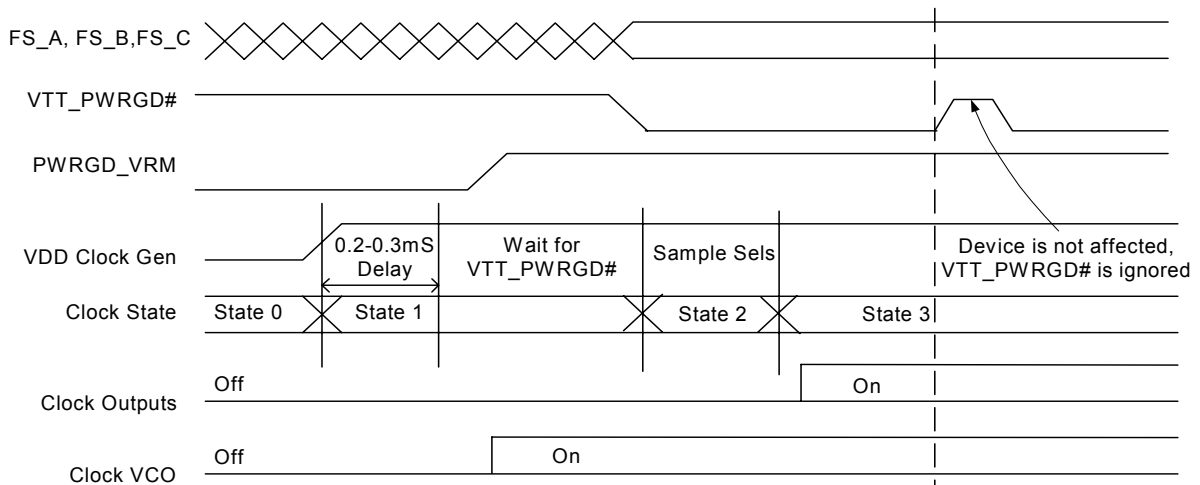 FS_A, FS_B,FS_C
VTT_PWRGD#
PWRGD_VRM
VDD Clock Gen
0.2-0.3mS
Delay
Wait for
VTT_PWRGD#
Sample Sels
Device is not affected,
VTT_PWRGD# is ignored
Clock State
State 0
State 1
State 2
State 3
Clock Outputs
Off
On
Clock VCO
Off
On